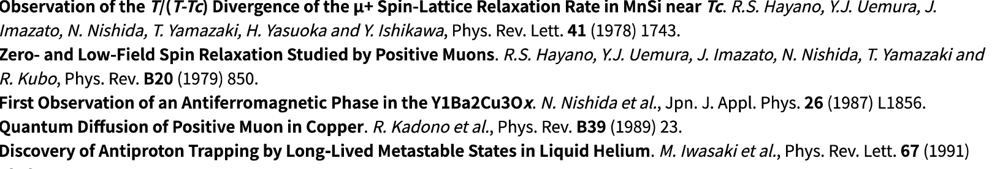 Observation of the T/(T-Tc) Divergence of the μ+ Spin-Lattice Relaxation Rate in MnSi near Tc. R.S. Hayano, Y.J. Uemura, J.
Imazato, N. Nishida, T. Yamazaki, H. Yasuoka and Y. Ishikawa, Phys. Rev. Lett. 41 (1978) 1743.
Zero- and Low-Field Spin Relaxation Studied by Positive Muons. R.S. Hayano, Y.J. Uemura, J. Imazato, N. Nishida, T. Yamazaki and
R. Kubo, Phys. Rev. B20 (1979) 850.
First Observation of an Antiferromagnetic Phase in the Y1Ba2Cu3Ox. N. Nishida et al., Jpn. J. Appl. Phys. 26 (1987) L1856.
Quantum Diffusion of Positive Muon in Copper. R. Kadono et al., Phys. Rev. B39 (1989) 23.
Discovery of Antiproton Trapping by Long-Lived Metastable States in Liquid Helium. M. Iwasaki et al., Phys. Rev. Lett. 67 (1991)